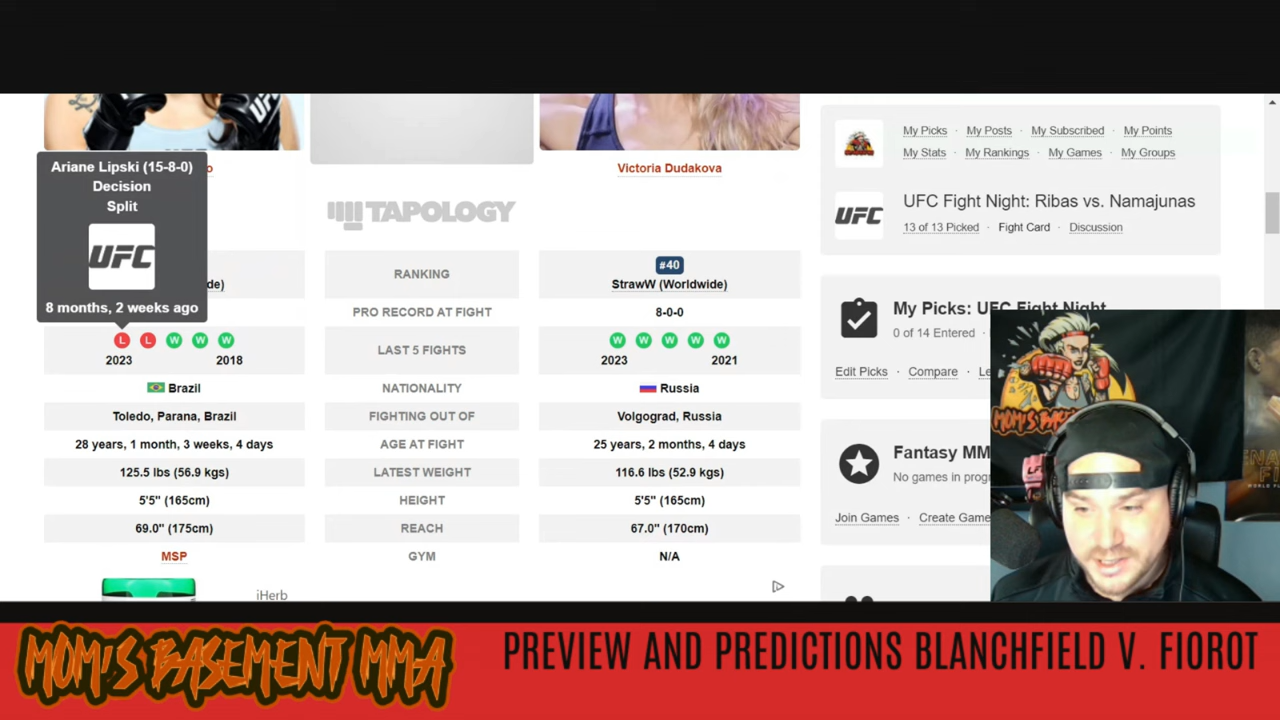 UFC
My Picks · My Posts · My Subscribed · My Points
My Stats · My Rankings · My Games · My Groups
Ariane Lipski (15-8-0)
Decision
Split
UFC
8 months, 2 weeks ago
o
Victoria Dudakova
TAPOLOGY
UFC
UFC Fight Night: Ribas vs. Namajunas
13 of 13 Picked · Fight Card · Discussion
de)
RANKING
#40
StrawW (Worldwide)
PRO RECORD AT FIGHT
8-0-0
L L W W W
2023 2018
LAST 5 FIGHTS
W W W W W
2023 2021
Brazil
NATIONALITY
Russia
Toledo, Parana, Brazil
FIGHTING OUT OF
Volgograd, Russia
28 years, 1 month, 3 weeks, 4 days
AGE AT FIGHT
25 years, 2 months, 4 days
125.5 lbs (56.9 kgs)
LATEST WEIGHT
116.6 lbs (52.9 kgs)
5'5" (165cm)
HEIGHT
5'5" (165cm)
69.0" (175cm)
REACH
67.0" (170cm)
MSP
GYM
N/A
iHerb
My Picks: UFC Fight Night
0 of 14 Entered ·
Edit Picks · Compare · Le
Fantasy MM
No games in progr
Join Games · Create Game
MOM'S BASEMENT MMA
PREVIEW AND PREDICTIONS BLANCHFIELD V. FIOROT